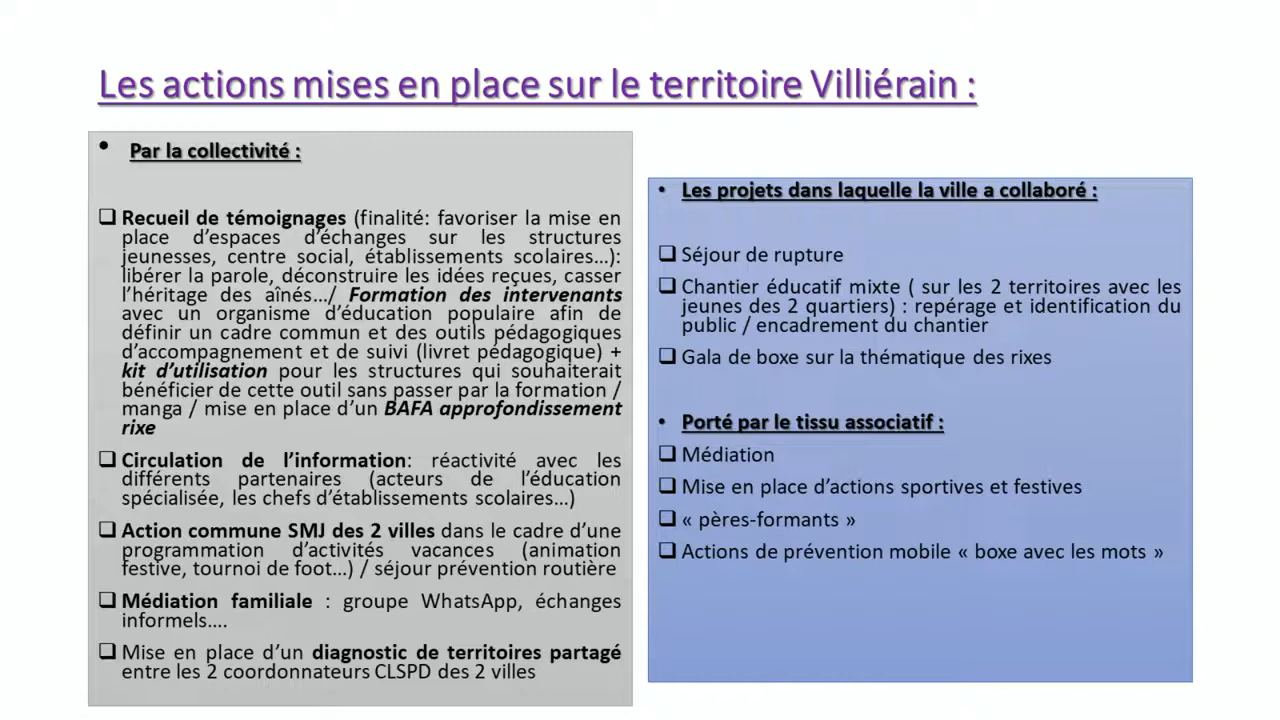 Les actions mises en place sur le territoire Villiérain :
• Par la collectivité :
❑ Recueil de témoignages (finalité: favoriser la mise en
place d’espaces d’échanges sur les structures
jeunesses, centre social, établissements scolaires…):
libérer la parole, déconstruire les idées reçues, casser
l’héritage des aînés…/ Formation des intervenants
avec un organisme d’éducation populaire afin de
définir un cadre commun et des outils pédagogiques
d’accompagnement et de suivi (livret pédagogique) +
kit d’utilisation pour les structures qui souhaiterait
bénéficier de cette outil sans passer par la formation /
manga / mise en place d’un BAFA approfondissement
rixe
❑ Circulation de l’information: réactivité avec les
différents partenaires (acteurs de l’éducation
spécialisée, les chefs d’établissements scolaires…)
❑ Action commune SMJ des 2 villes dans le cadre d’une
programmation d’activités vacances (animation
festive, tournoi de foot…) / séjour prévention routière
❑ Médiation familiale : groupe WhatsApp, échanges
informels….
❑ Mise en place d’un diagnostic de territoires partagé
entre les 2 coordonnateurs CLSPD des 2 villes
• Les projets dans laquelle la ville a collaboré :
❑ Séjour de rupture
❑ Chantier éducatif mixte ( sur les 2 territoires avec les
jeunes des 2 quartiers) : repérage et identification du
public / encadrement du chantier
❑ Gala de boxe sur la thématique des rixes
• Porté par le tissu associatif :
❑ Médiation
❑ Mise en place d’actions sportives et festives
❑ « pères-formants »
❑ Actions de prévention mobile « boxe avec les mots »